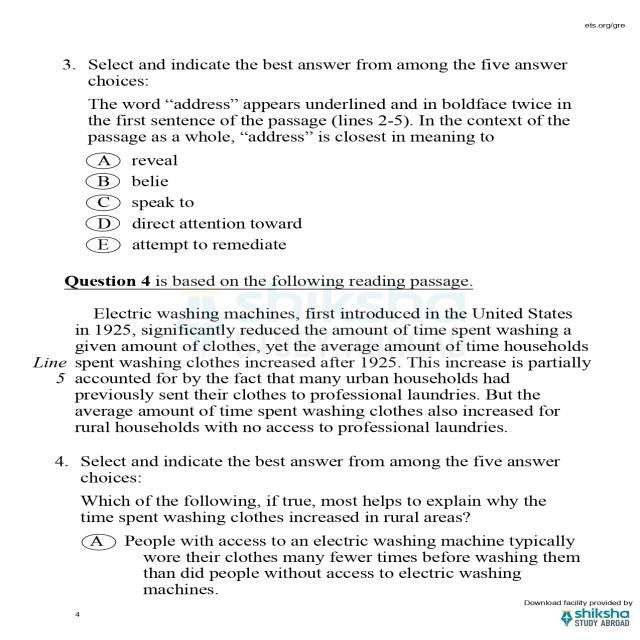 ets.org/gre
3. Select and indicate the best answer from among the five answer
choices:
The word “address” appears underlined and in boldface twice in
the first sentence of the passage (lines 2-5). In the context of the
passage as a whole, “address” is closest in meaning to
A reveal
B belie
C speak to
D direct attention toward
E attempt to remediate
Question 4 is based on the following reading passage.
Electric washing machines, first introduced in the United States
in 1925, significantly reduced the amount of time spent washing a
given amount of clothes, yet the average amount of time households
Line spent washing clothes increased after 1925. This increase is partially
5 accounted for by the fact that many urban households had
previously sent their clothes to professional laundries. But the
average amount of time spent washing clothes also increased for
rural households with no access to professional laundries.
shiksha
STUDY ABROAD
4. Select and indicate the best answer from among the five answer
choices:
Which of the following, if true, most helps to explain why the
time spent washing clothes increased in rural areas?
A People with access to an electric washing machine typically
wore their clothes many fewer times before washing them
than did people without access to electric washing
machines.
Download facility provided by
4
shiksha
STUDY ABROAD